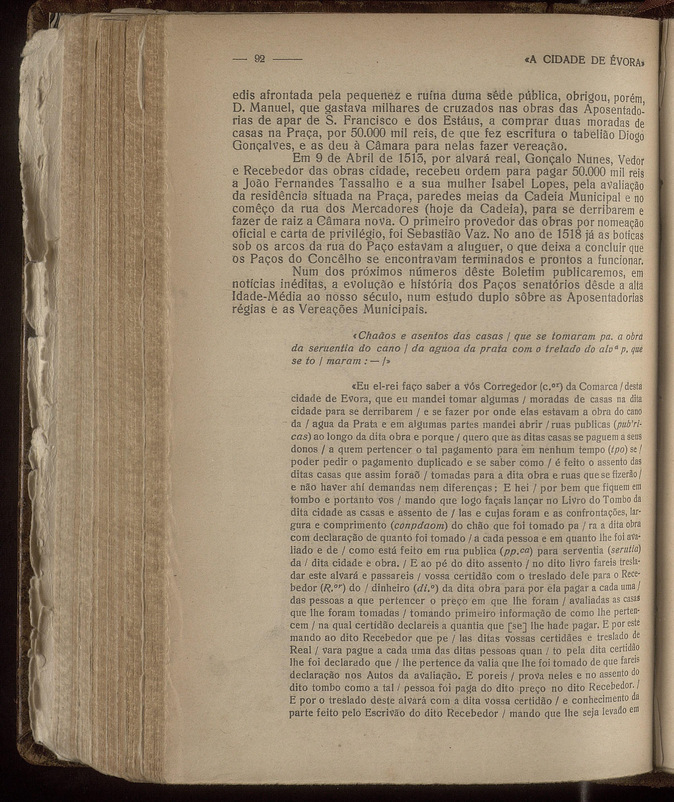 — 92 —
«A CIDADE DE ÉVORA»
edis afrontada pela pequenez e ruína duma séde pública, obrigou, porém,
D. Manuel, que gastava milhares de cruzados nas obras das Aposentado-
rias de apar de S. Francisco e dos Estáus, a comprar duas moradas de
casas na Praça, por 50.000 mil reis, de que fez escritura o tabelião Diogo
Gonçalves, e as deu à Câmara para nelas fazer vereação.
Em 9 de Abril de 1513, por alvará real, Gonçalo Nunes, Vedor
e Recebedor das obras cidade, recebeu ordem para pagar 50.000 mil reis
a João Fernandes Tassalho e a sua mulher Isabel Lopes, pela avaliação
da residência situada na Praça, paredes meias da Cadeia Municipal e no
comêço da rua dos Mercadores (hoje da Cadeia), para se derribarem e
fazer de raiz a Câmara nova. O primeiro provedor das obras por nomeação
oficial e carta de privilégio, foi Sebastião Vaz. No ano de 1518 já as boticas
sob os arcos da rua do Paço estavam a aluguer, o que deixa a concluir que
os Paços do Concêlho se encontravam terminados e prontos a funcionar.
Num dos próximos números dêste Boletim publicaremos, em
notícias inéditas, a evolução e história dos Paços senatórios dêsde a alta
Idade-Média ao nosso século, num estudo duplo sôbre as Aposentadorias
régias e as Vereações Municipais.
«Chaãos e asentos das casas / que se tomaram pa. a obra
da seruentia do cano / da aguoa da prata com o tretado do alvª p. que
se to / maram : — /»
«Eu el-rei faço saber a vós Corregedor (c.ᵒʳ) da Comarca / desta
cidade de Evora, que eu mandei tomar algumas / moradas de casas na dita
cidade para se derribarem / e se fazer por onde elas estavam a obra do cano
da / agua da Prata e em algumas partes mandei abrir / ruas publicas (pub'ri-
cas) ao longo da dita obra e porque / quero que as ditas casas se paguem a seus
donos / a quem pertencer o tal pagamento para em nenhum tempo (tpo) se /
poder pedir o pagamento duplicado e se saber como / é feito o assento das
ditas casas que assim foraõ / tomadas para a dita obra e ruas que se fizerão /
e não haver ahí demandas nem diferenças; E hei / por bem que fiquem em
tombo e portanto vos / mando que logo façais lançar no Livro do Tombo da
dita cidade as casas e assento de / las e cujas foram e as confrontações, lar-
gura e comprimento (conpdaom) do chão que foi tomado pa / ra a dita obra
com declaração de quanto foi tomado / a cada pessoa e em quanto lhe foi ava-
liado e de / como está feito em rua publica (pp.ᶜᵃ) para serventia (serutia)
da / dita cidade e obra. / E ao pé do dito assento / no dito livro fareis tresla-
dar este alvará e passareis / vossa certidão com o treslado dele para o Rece-
bedor (R.ᵒʳ) do / dinheiro (di.º) da dita obra para por ela pagar a cada uma /
das pessoas a que pertencer o preço em que lhe foram / avaliadas as casas
que lhe foram tomadas / tomando primeiro informação de como lhe perten-
cem / na qual certidão declareis a quantia que [se] lhe hade pagar. E por este
mando ao dito Recebedor que pe / las ditas vossas certidães e treslado de
Real / vara pague a cada uma das ditas pessoas quan / to pela dita certidão
lhe foi declarado que / lhe pertence da valia que lhe foi tomado de que fareis
declaração nos Autos da avaliação. E poreis / prova neles e no assento do
dito tombo como a tal / pessoa foi paga do dito preço no dito Recebedor. /
E por o treslado deste alvará com a dita vossa certidão / e conhecimento da
parte feito pelo Escrivão do dito Recebedor / mando que lhe seja levado em